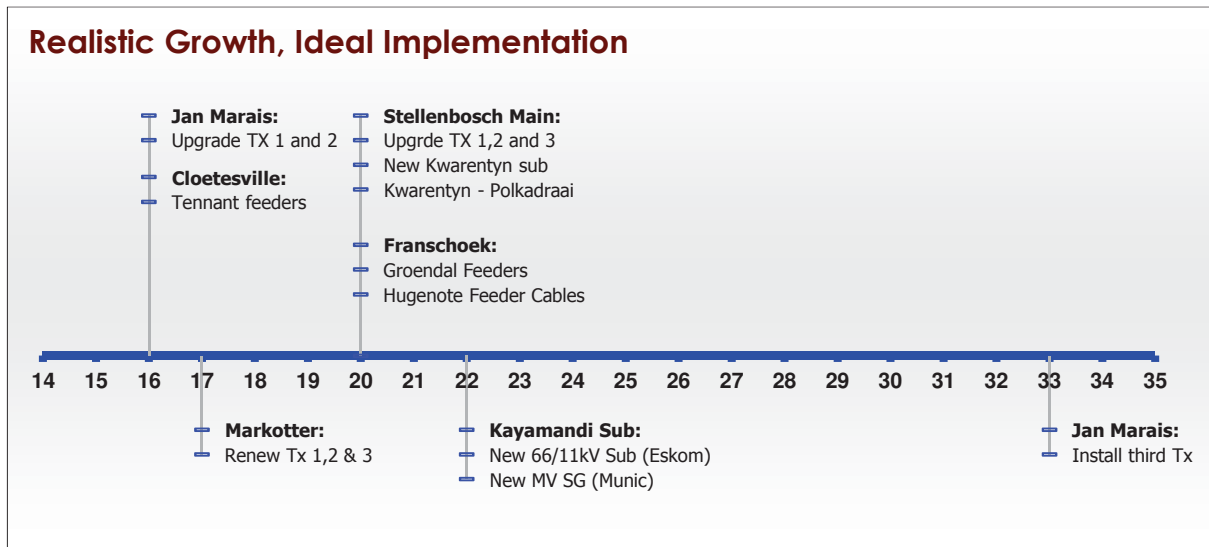 Realistic Growth, Ideal Implementation
Jan Marais:
Upgrade TX 1 and 2
Cloetesville:
Tennant feeders
Stellenbosch Main:
Upgrde TX 1,2 and 3
New Kwarentyn sub
Kwarentyn - Polkadraai
Franschoek:
Groendal Feeders
Hugenote Feeder Cables
14 15 16 17 18 19 20 21 22 23 24 25 26 27 28 29 30 31 32 33 34 35
Markotter:
Renew Tx 1,2 & 3
Kayamandi Sub:
New 66/11kV Sub (Eskom)
New MV SG (Munic)
Jan Marais:
Install third Tx